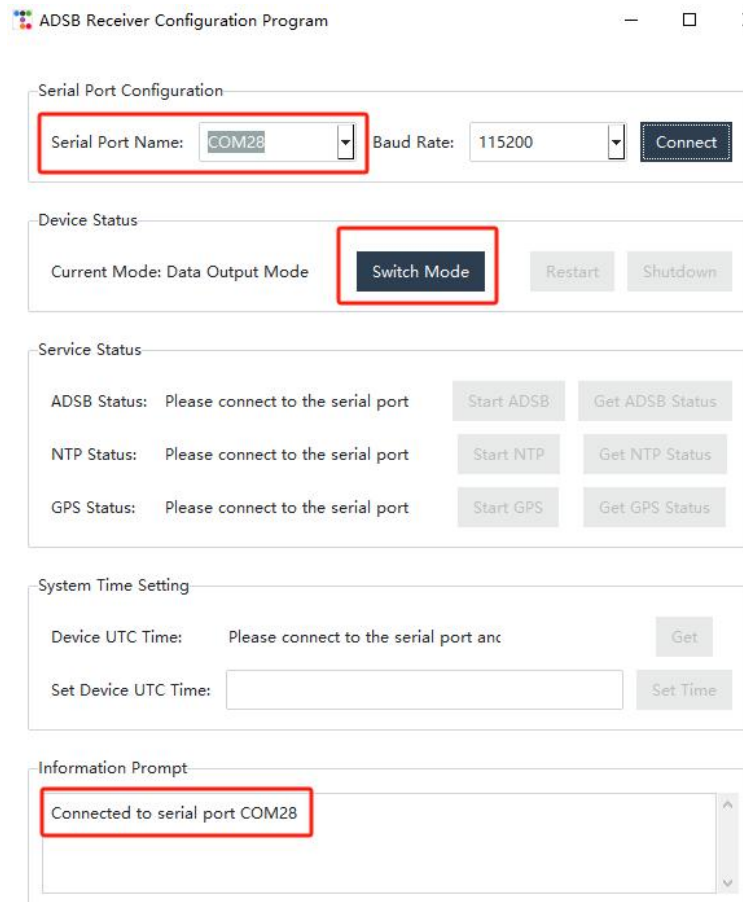 ADSB Receiver Configuration Program
Serial Port Configuration
Serial Port Name: COM28 Baud Rate: 115200 Connect
Device Status
Current Mode: Data Output Mode Switch Mode Restart Shutdown
Service Status
ADSB Status: Please connect to the serial port Start ADSB Get ADSB Status
NTP Status: Please connect to the serial port Start NTP Get NTP Status
GPS Status: Please connect to the serial port Start GPS Get GPS Status
System Time Setting
Device UTC Time: Please connect to the serial port and Get
Set Device UTC Time: Set Time
Information Prompt
Connected to serial port COM28